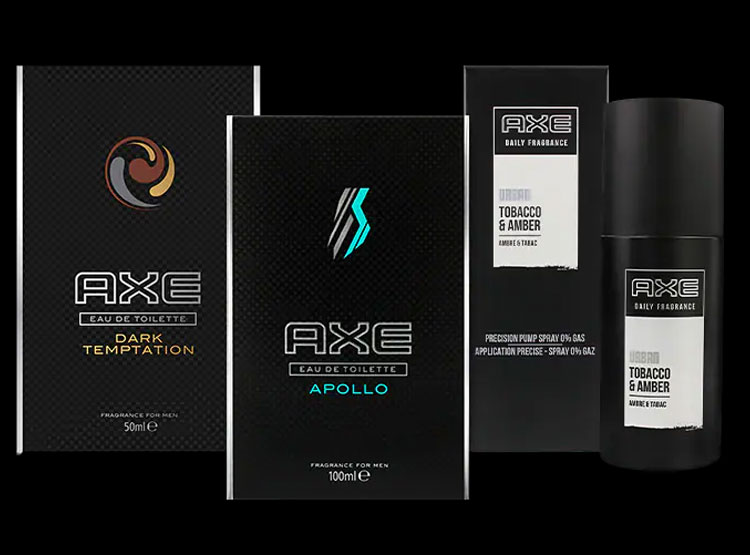 AXE
EAU DE TOILETTE
DARK
TEMPTATION
FRAGRANCE FOR MEN
50ml ℮
AXE
EAU DE TOILETTE
APOLLO
FRAGRANCE FOR MEN
100ml ℮
AXE
DAILY FRAGRANCE
URBAN
TOBACCO
& AMBER
AMBRE & TABAC
PRECISION PUMP SPRAY 0% GAS
APPLICATION PRECISE - SPRAY 0% GAZ
AXE
DAILY FRAGRANCE
URBAN
TOBACCO
& AMBER
AMBRE & TABAC